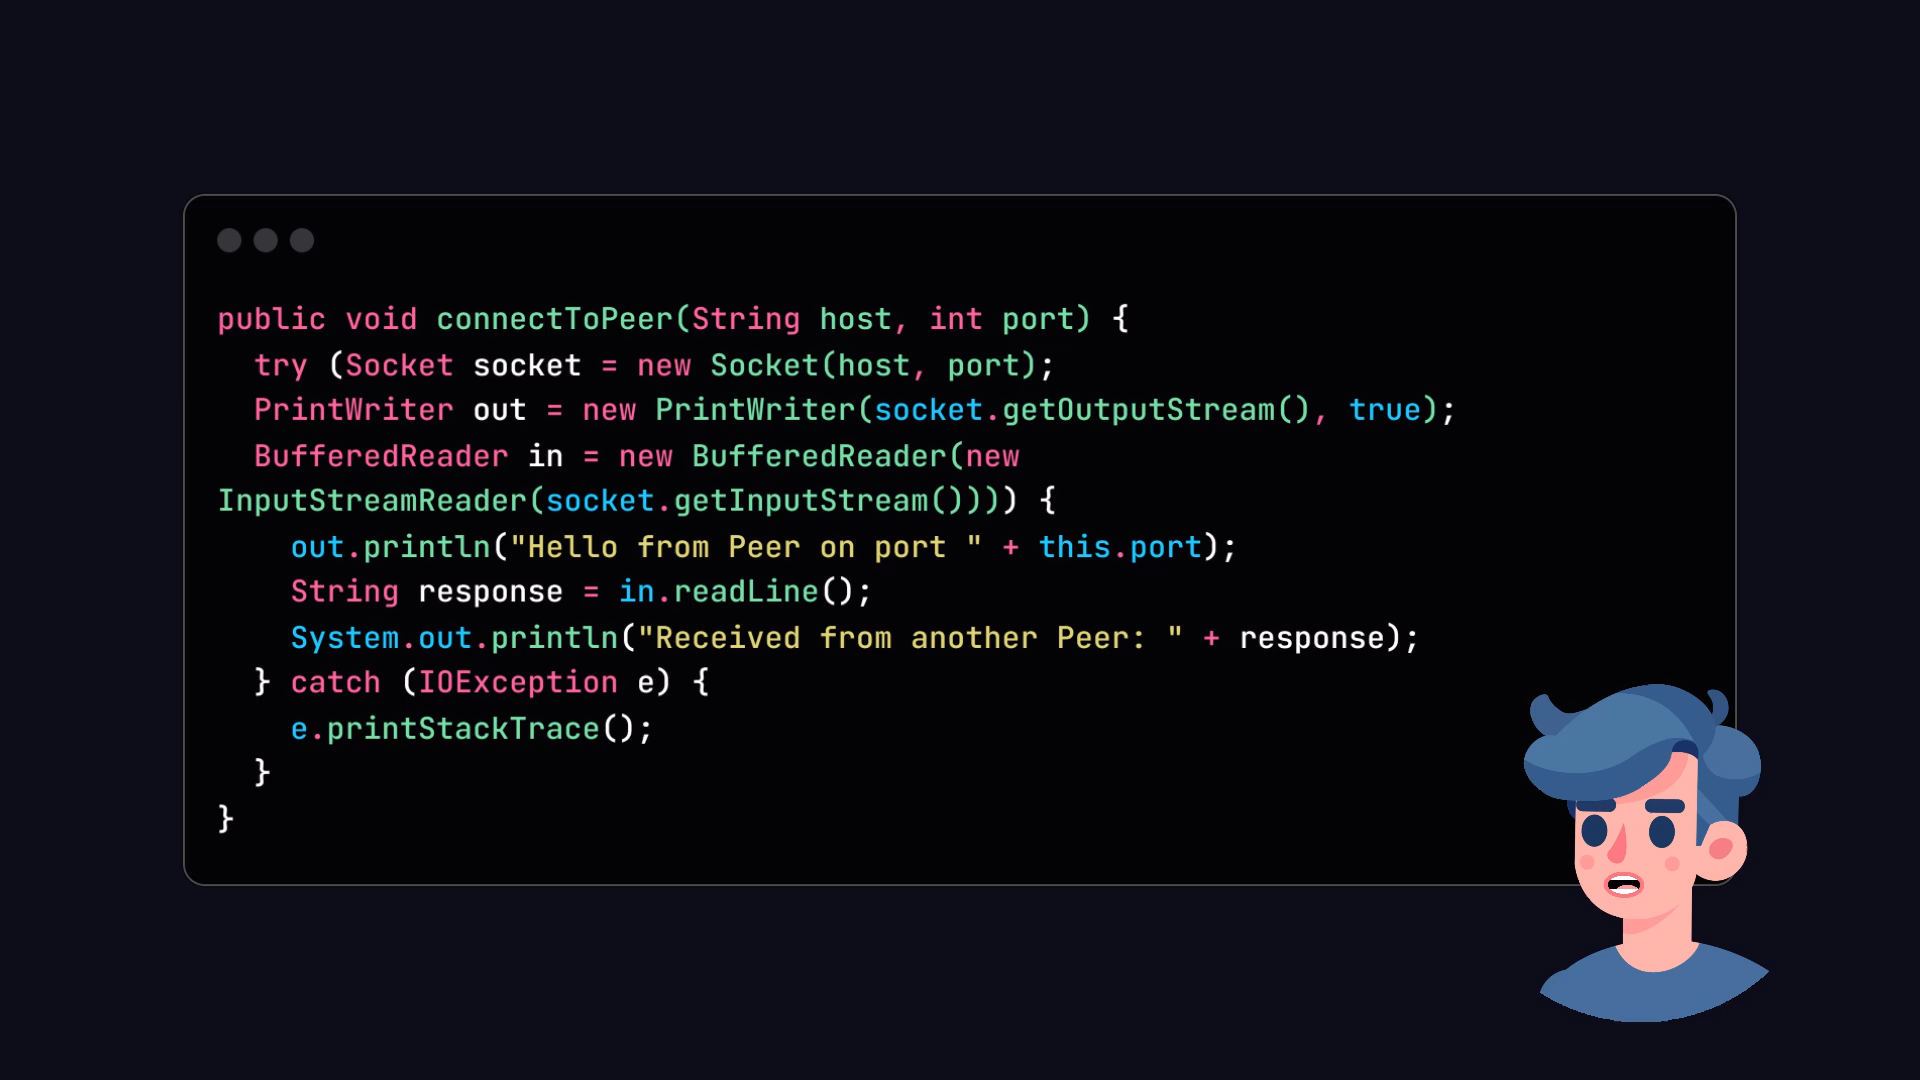 public void connectToPeer(String host, int port) {
try (Socket socket = new Socket(host, port);
PrintWriter out = new PrintWriter(socket.getOutputStream(), true);
BufferedReader in = new BufferedReader(new
InputStreamReader(socket.getInputStream()))) {
out.println("Hello from Peer on port " + this.port);
String response = in.readLine();
System.out.println("Received from another Peer: " + response);
} catch (IOException e) {
e.printStackTrace();
}
}